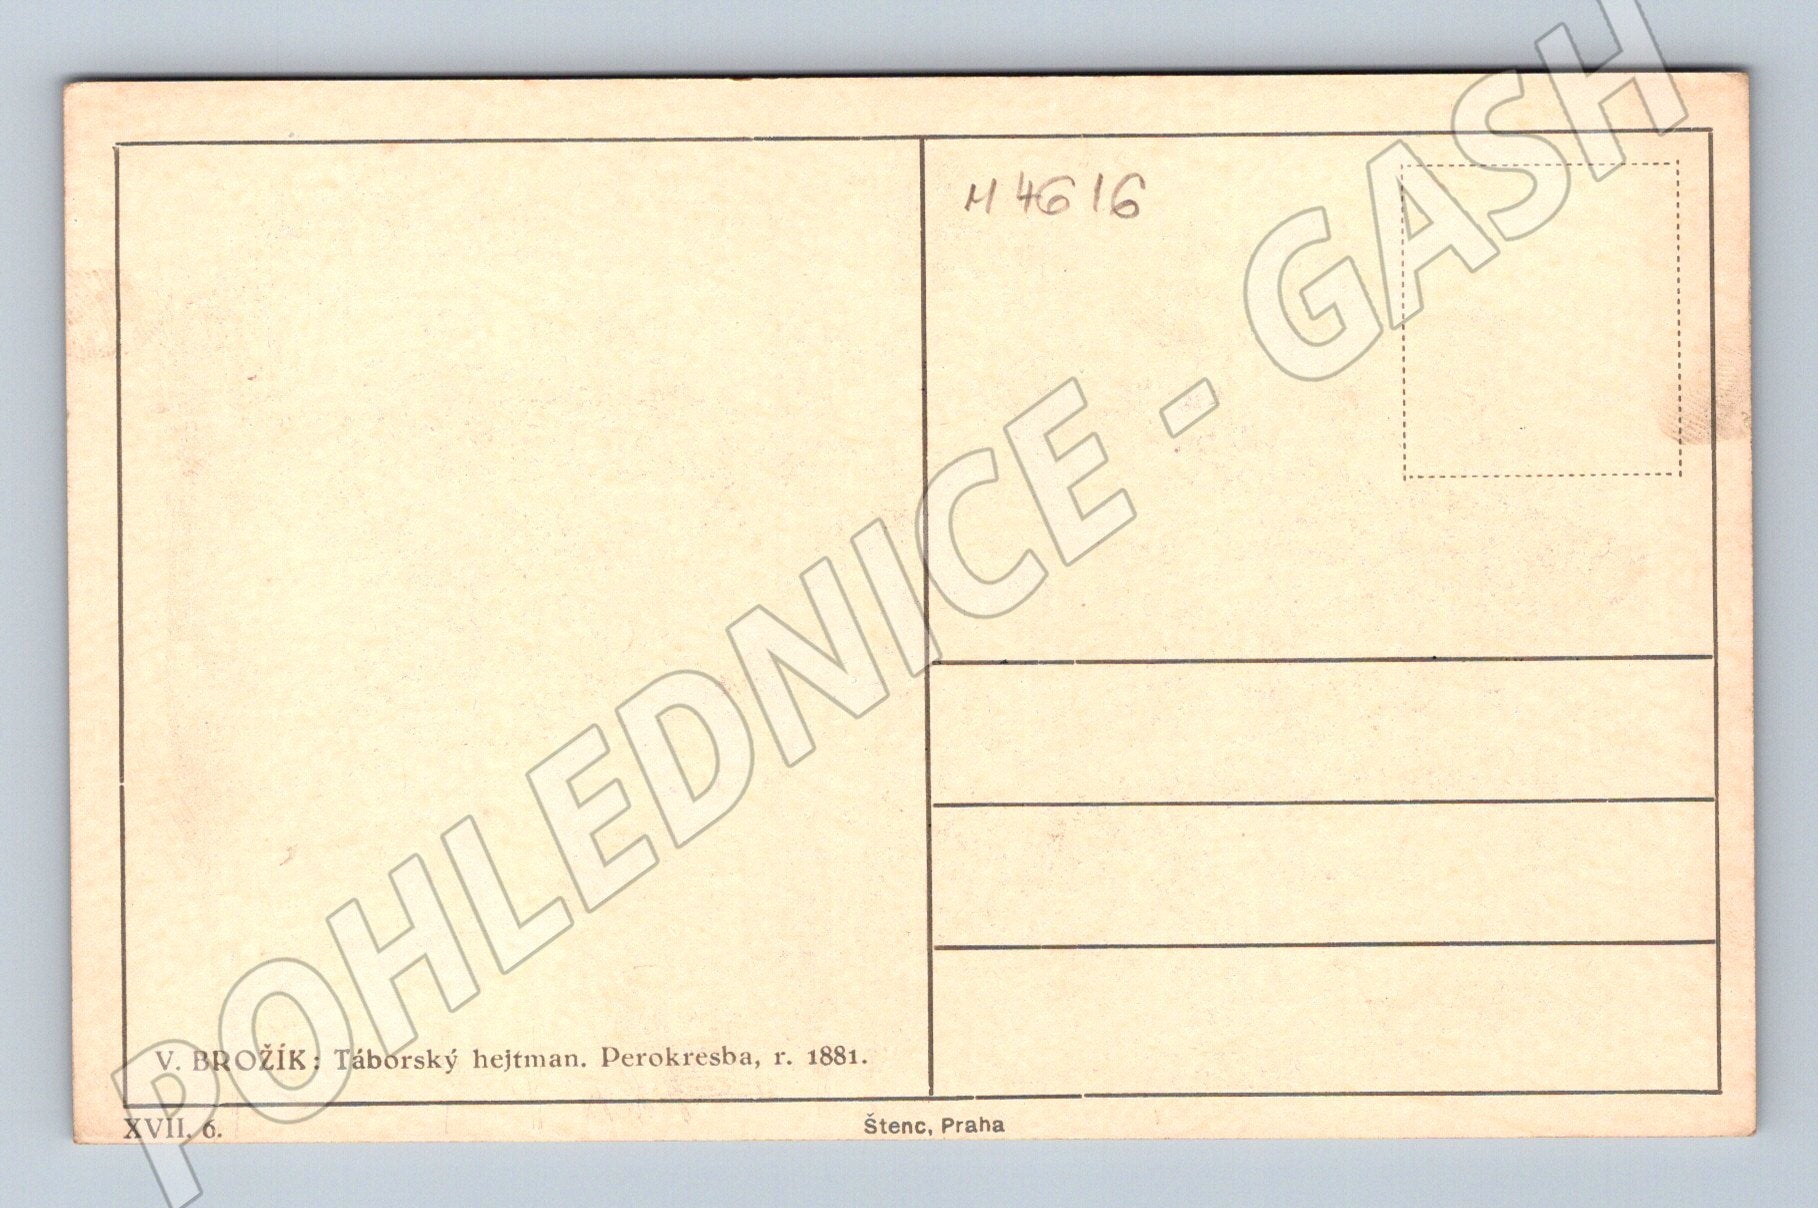 M 4616
V. BROŽÍK: Táborský hejtman. Perokresba, r. 1881.
XVII. 6.
Štenc, Praha
POHLEDNICE - GASH